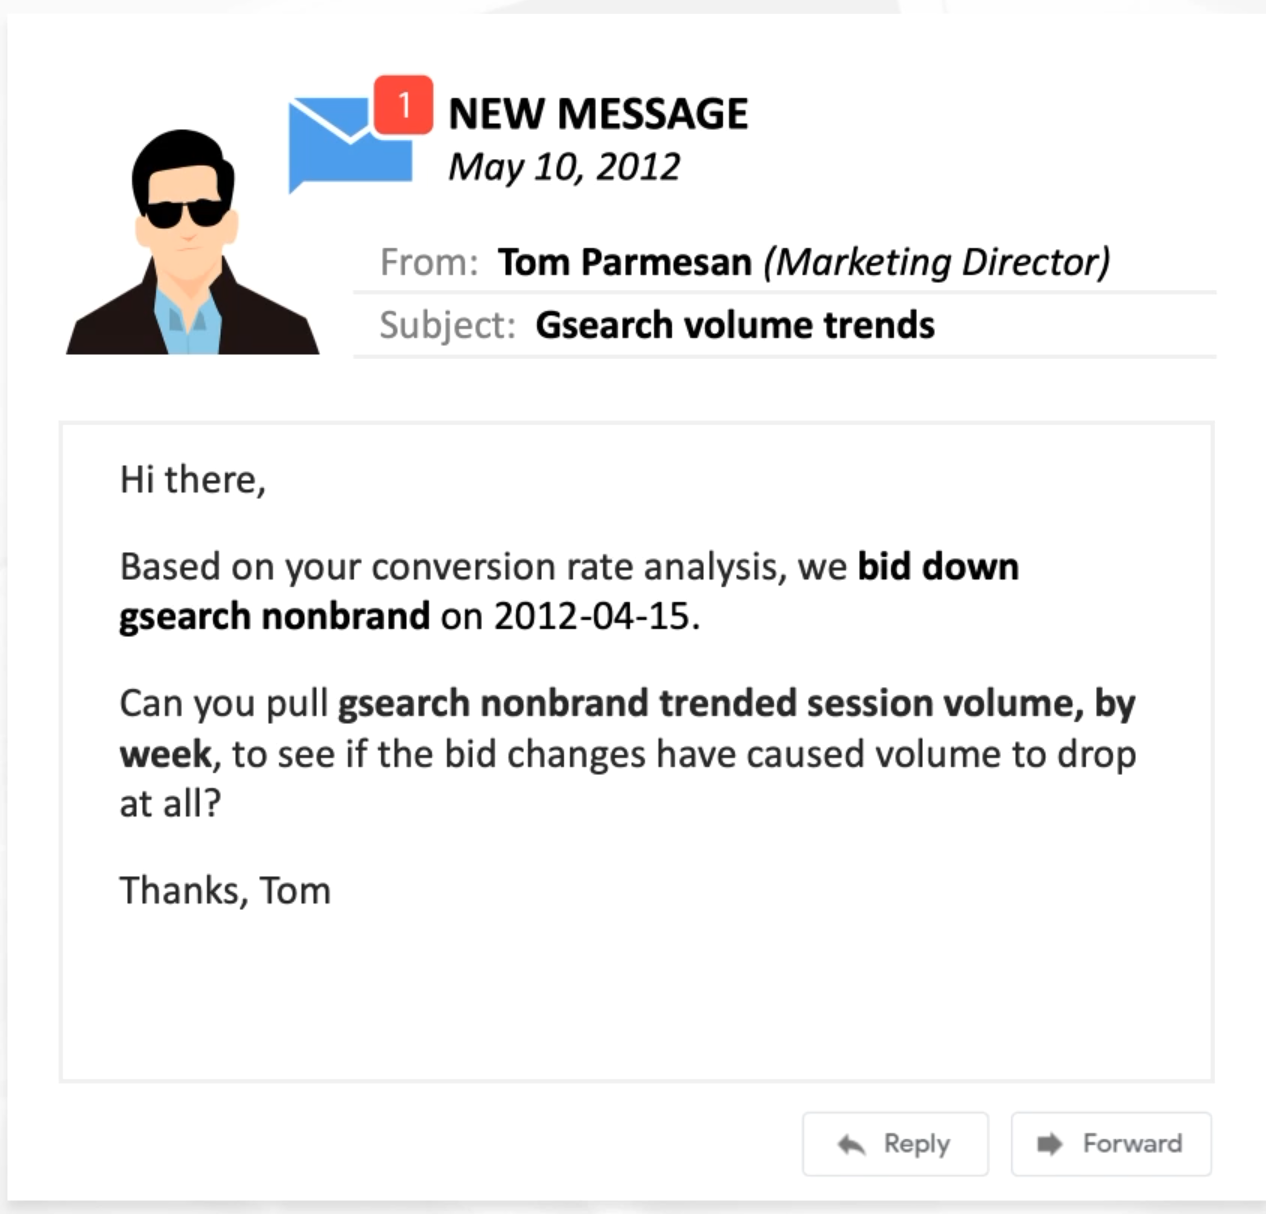 1
NEW MESSAGE
May 10, 2012
From: Tom Parmesan (Marketing Director)
Subject: Gsearch volume trends
Hi there,
Based on your conversion rate analysis, we bid down
gsearch nonbrand on 2012-04-15.
Can you pull gsearch nonbrand trended session volume, by
week, to see if the bid changes have caused volume to drop
at all?
Thanks, Tom
Reply
Forward